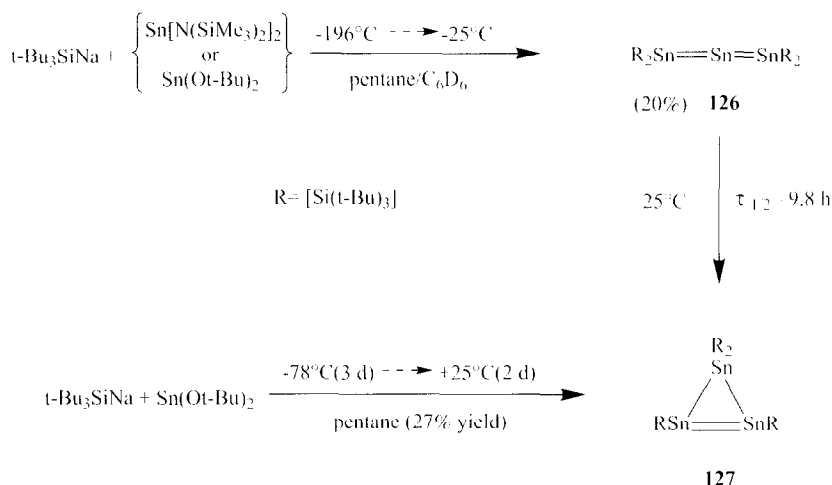 t-Bu₃SiNa + {Sn[N(SiMe₃)₂]₂ or Sn(Ot-Bu)₂}
-196°C - - → -25°C
pentane/C₆D₆
R₂Sn=Sn=SnR₂
(20%) 126
R= [Si(t-Bu)₃]
25°C τ 1 2 9.8 h
t-Bu₃SiNa + Sn(Ot-Bu)₂
-78°C(3 d) - - → +25°C(2 d)
pentane (27% yield)
R₂
Sn
RSn=SnR
127